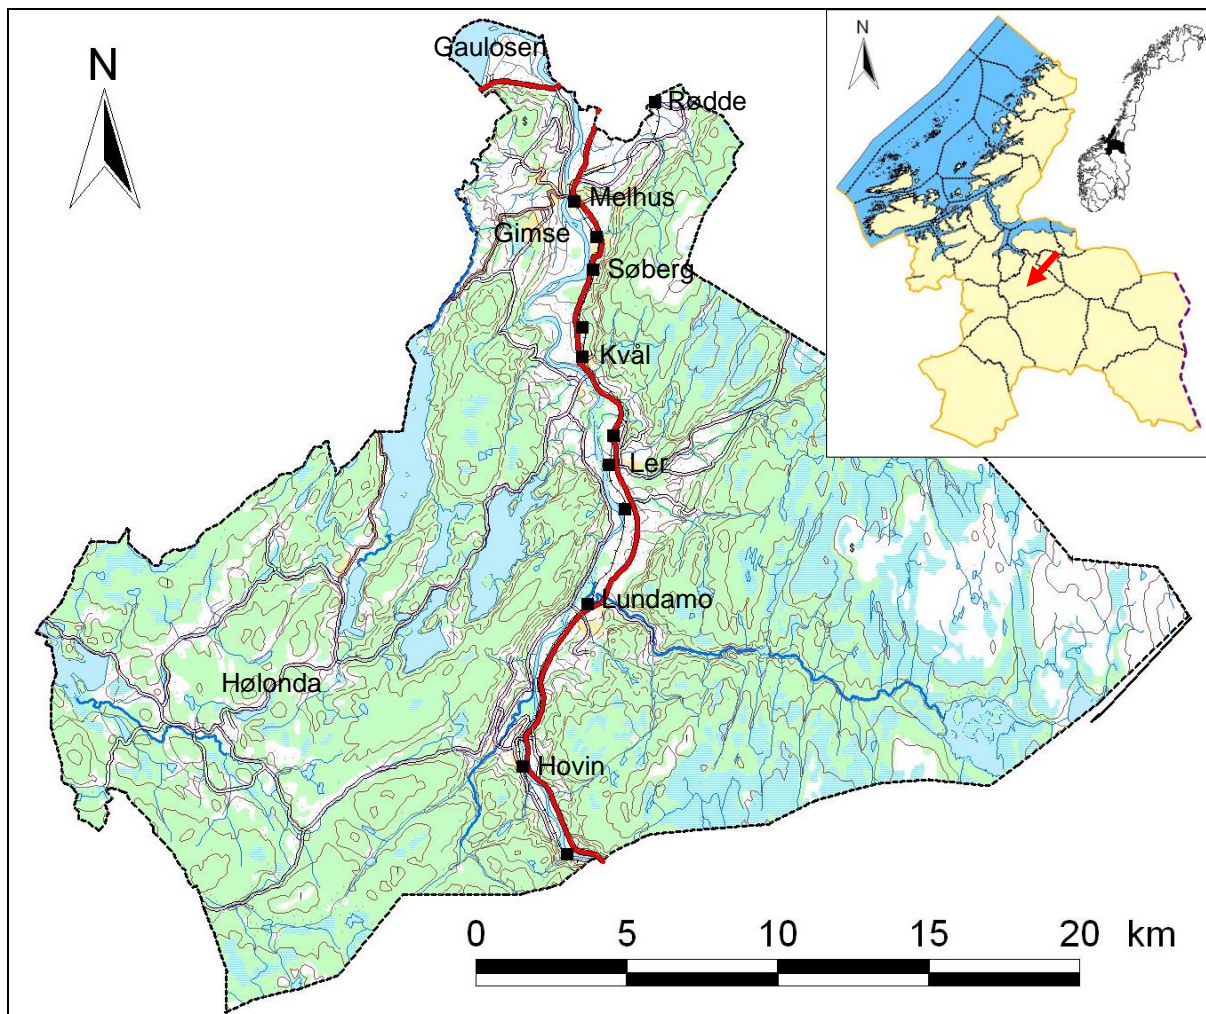 Gaulosen
N
N
Rødde
Melhus
Gimse
Søberg
Kvål
Ler
Lundamo
Hølonda
Hovin
0 5 10 15 20 km